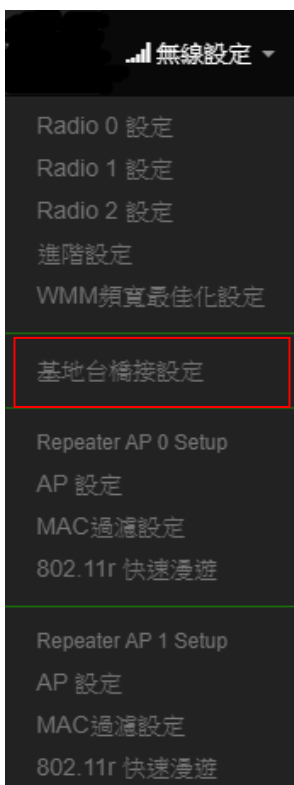 無線設定
Radio 0 設定
Radio 1 設定
Radio 2 設定
進階設定
WMM頻寬最佳化設定
基地台橋接設定
Repeater AP 0 Setup
AP 設定
MAC過濾設定
802.11r 快速漫遊
Repeater AP 1 Setup
AP 設定
MAC過濾設定
802.11r 快速漫遊